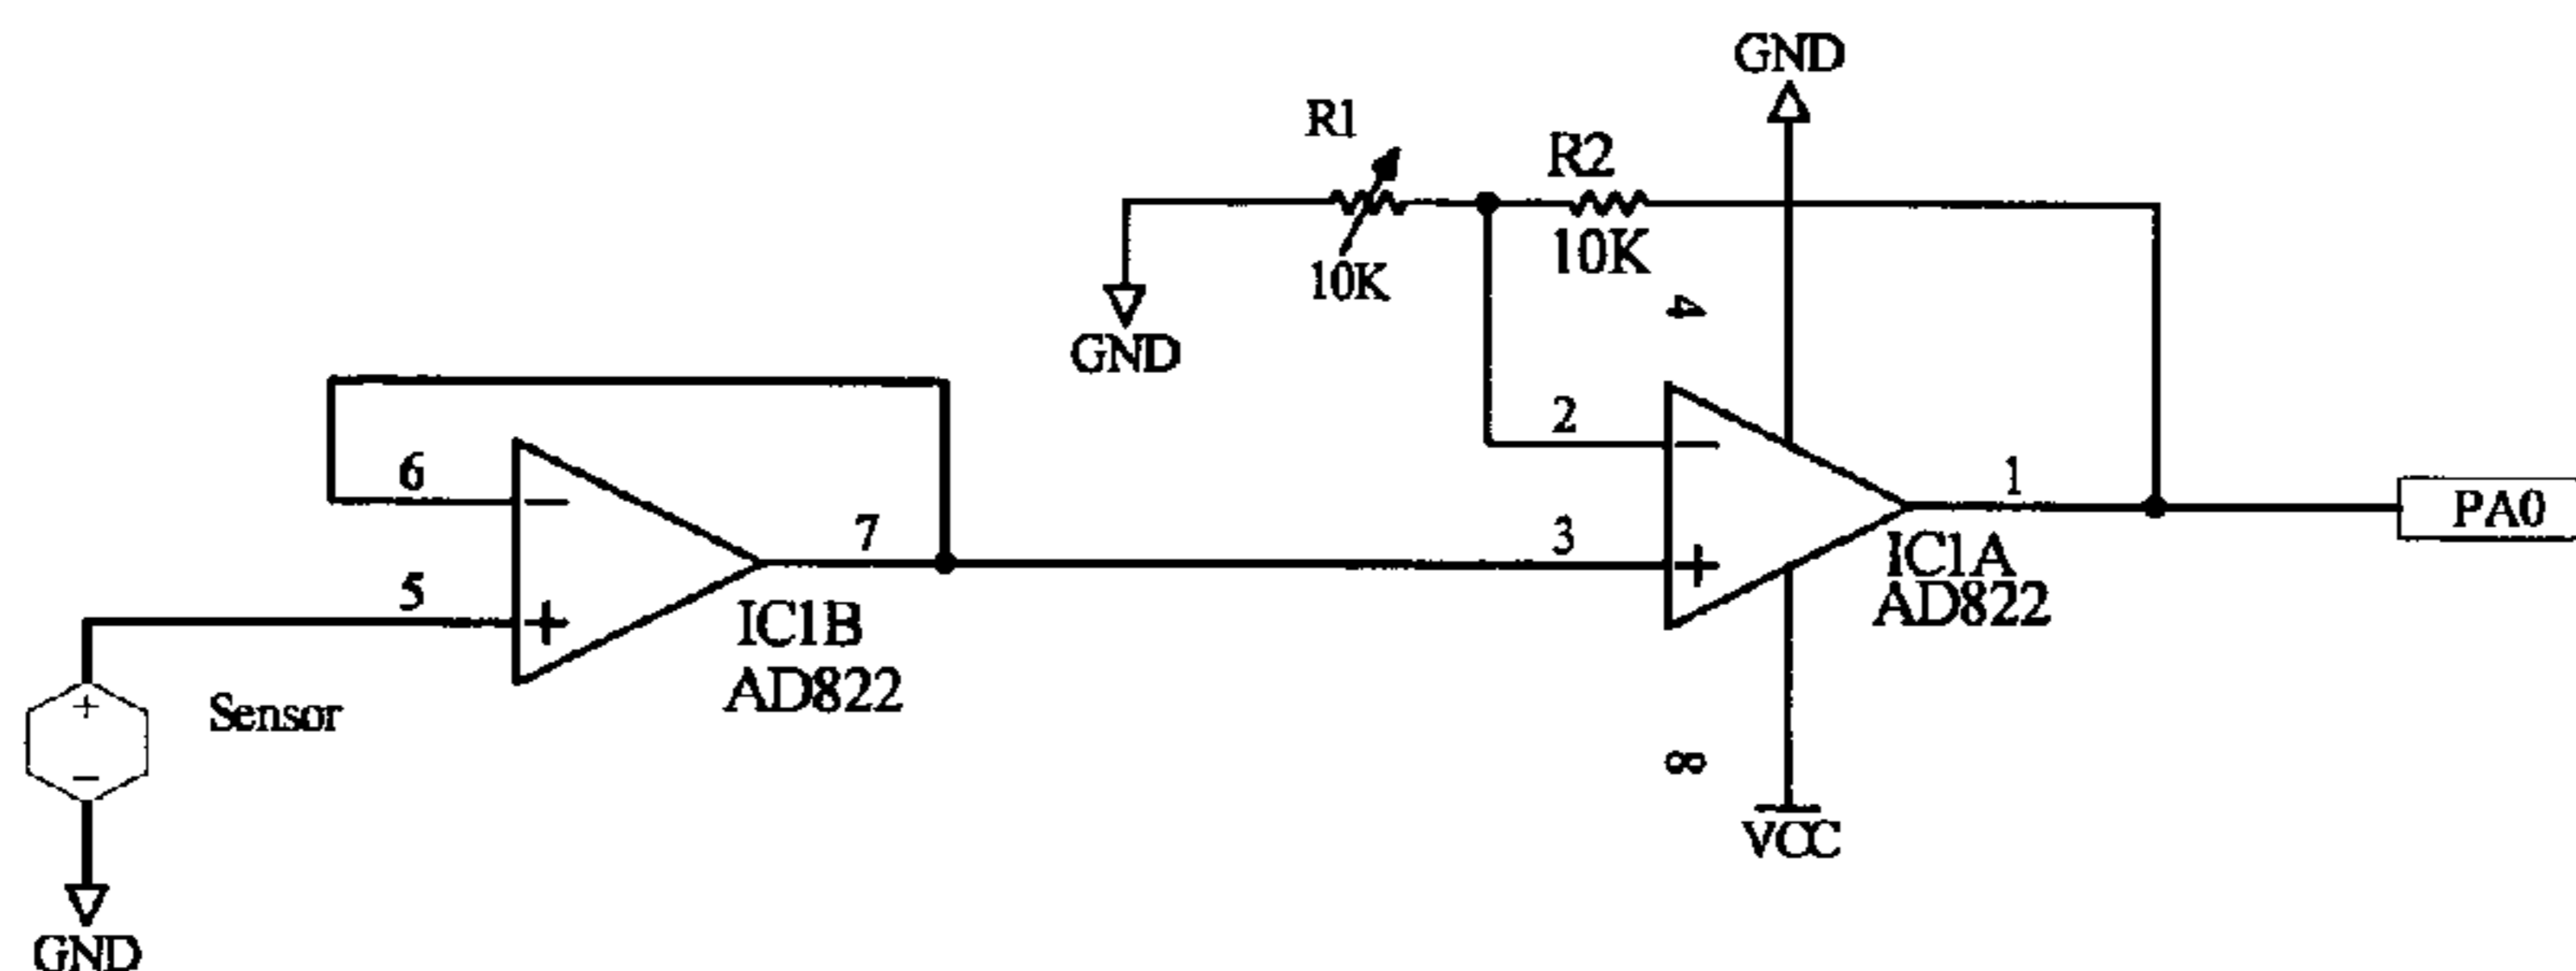 GND
R1
R2
10K
10K
4
GND
2
6
1
7
3
PA0
IC1A
AD822
5
IC1B
AD822
Sensor
+
−
8
VCC
GND